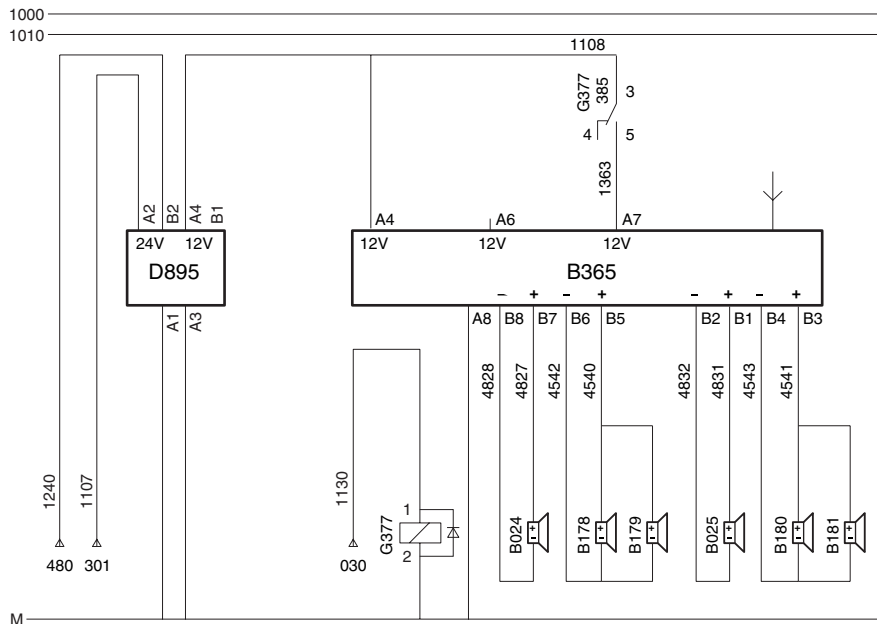 1000
1010
1108
G377
385
3
4
5
1363
A2
B2
A4
B1
A4
A6
A7
24V
12V
12V
12V
12V
D895
B365
-
+
-
+
-
+
-
+
A1
A3
A8
B8
B7
B6
B5
B2
B1
B4
B3
4828
4827
4542
4540
4832
4831
4543
4541
1240
1107
1130
1
G377
2
B024
+
-
B178
+
-
B179
+
-
B025
+
-
B180
+
-
B181
+
-
480
301
030
M